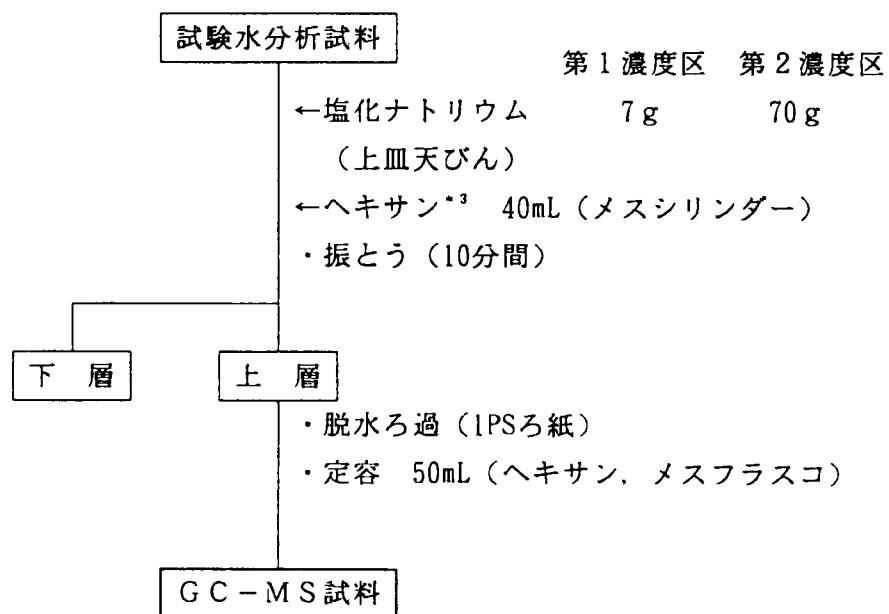 試験水分析試料
第1濃度区 第2濃度区
←塩化ナトリウム 7g 70g
（上皿天びん）
←ヘキサン*3 40mL（メスシリンダー）
・振とう（10分間）
下 層 上 層
・脱水ろ過（1PSろ紙）
・定容 50mL（ヘキサン，メスフラスコ）
GC－MS試料